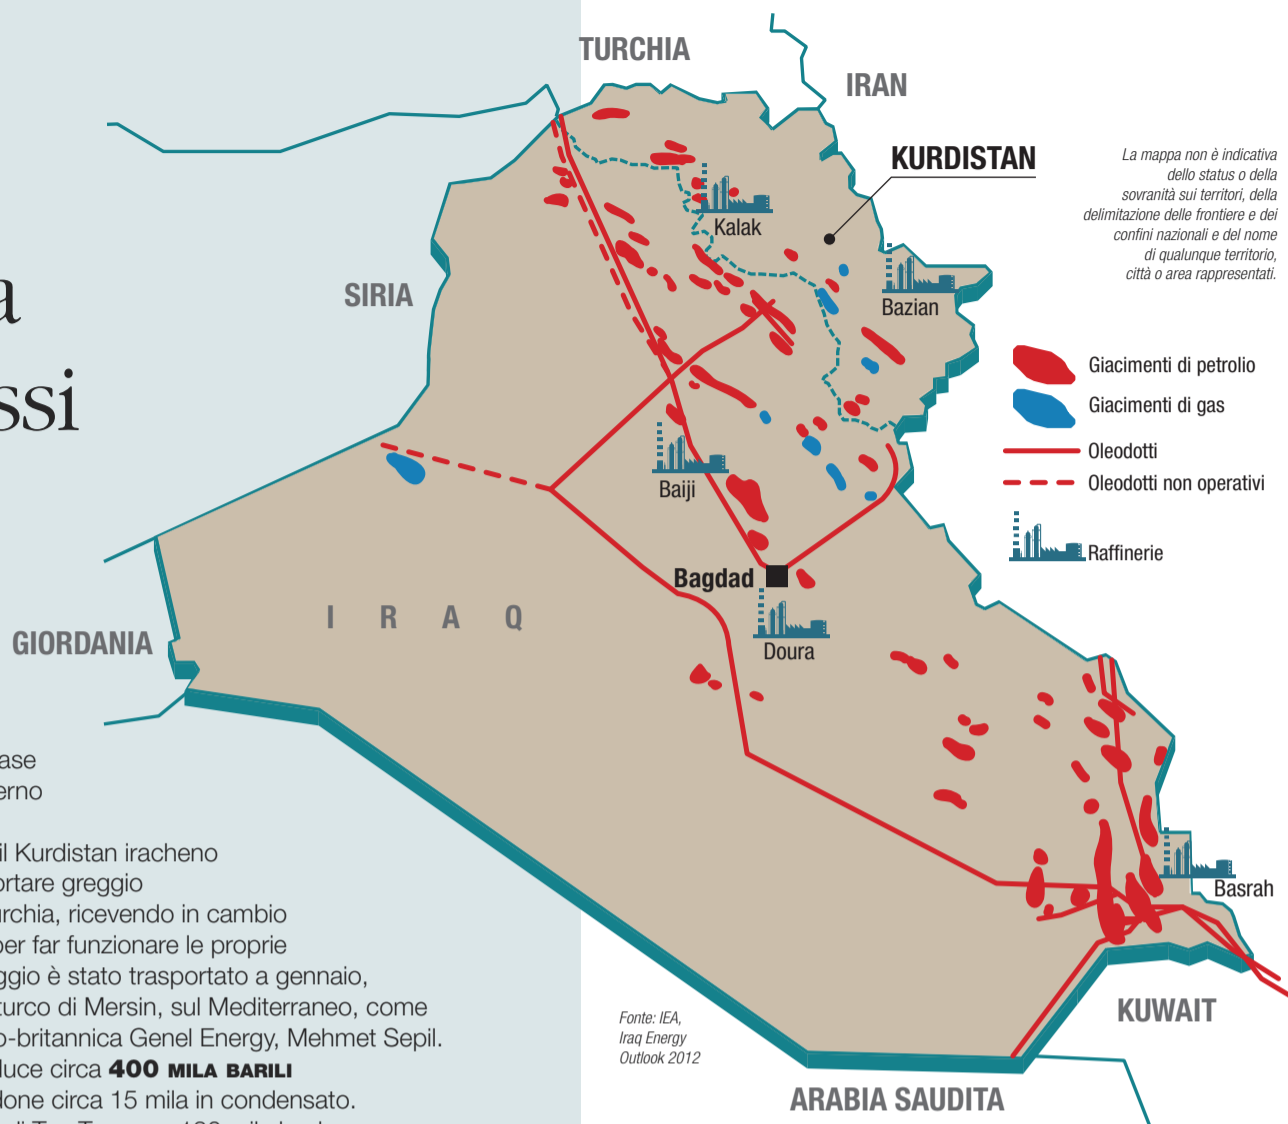 TURCHIA
IRAN
KURDISTAN
La mappa non è indicativa
dello status o della
sovranità sui territori, della
delimitazione delle frontiere e dei
confini nazionali e del nome
di qualunque territorio,
città o area rappresentati.
Kalak
SIRIA
Bazian
Giacimenti di petrolio
Giacimenti di gas
Oleodotti
Oleodotti non operativi
Raffinerie
a
ssi
Baiji
Bagdad
IRAQ
GIORDANIA
Doura
ase
erno
il Kurdistan iracheno
ortare greggio
urchia, ricevendo in cambio
per far funzionare le proprie
ggio è stato trasportato a gennaio,
turco di Mersin, sul Mediterraneo, come
o-britannica Genel Energy, Mehmet Sepil.
duce circa 400 MILA BARILI
done circa 15 mila in condensato.
Basrah
KUWAIT
Fonte: IEA,
Iraq Energy
Outlook 2012
ARABIA SAUDITA